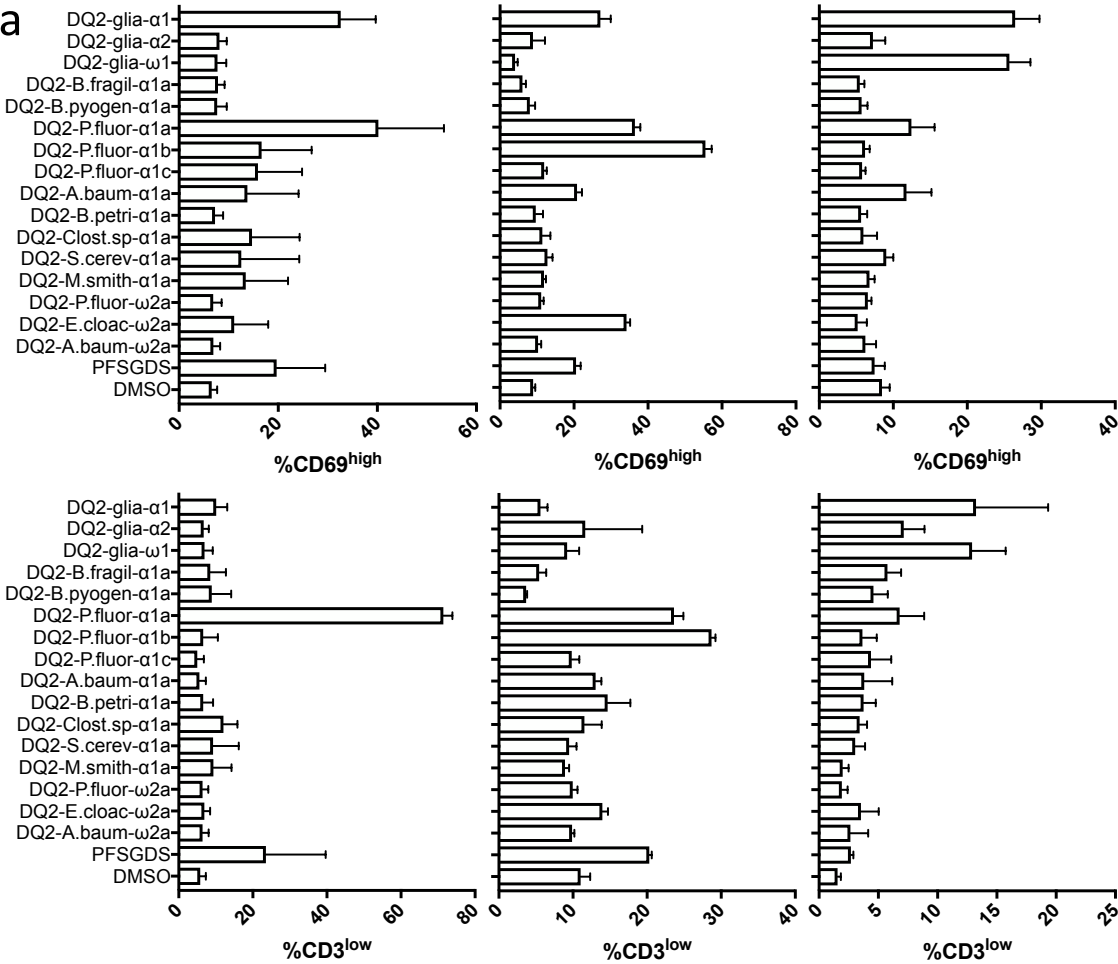 a
DQ2-glia-α1
DQ2-glia-α2
DQ2-glia-ω1
DQ2-B.fragil-α1a
DQ2-B.pyogen-α1a
DQ2-P.fluor-α1a
DQ2-P.fluor-α1b
DQ2-P.fluor-α1c
DQ2-A.baum-α1a
DQ2-B.petri-α1a
DQ2-Clost.sp-α1a
DQ2-S.cerev-α1a
DQ2-M.smith-α1a
DQ2-P.fluor-ω2a
DQ2-E.cloac-ω2a
DQ2-A.baum-ω2a
PFSGDS
DMSO
0 20 40 60
%CD69high
0 20 40 60 80
%CD69high
0 10 20 30 40
%CD69high
DQ2-glia-α1
DQ2-glia-α2
DQ2-glia-ω1
DQ2-B.fragil-α1a
DQ2-B.pyogen-α1a
DQ2-P.fluor-α1a
DQ2-P.fluor-α1b
DQ2-P.fluor-α1c
DQ2-A.baum-α1a
DQ2-B.petri-α1a
DQ2-Clost.sp-α1a
DQ2-S.cerev-α1a
DQ2-M.smith-α1a
DQ2-P.fluor-ω2a
DQ2-E.cloac-ω2a
DQ2-A.baum-ω2a
PFSGDS
DMSO
0 20 40 60 80
%CD3low
0 10 20 30 40
%CD3low
0 5 10 15 20 25
%CD3low